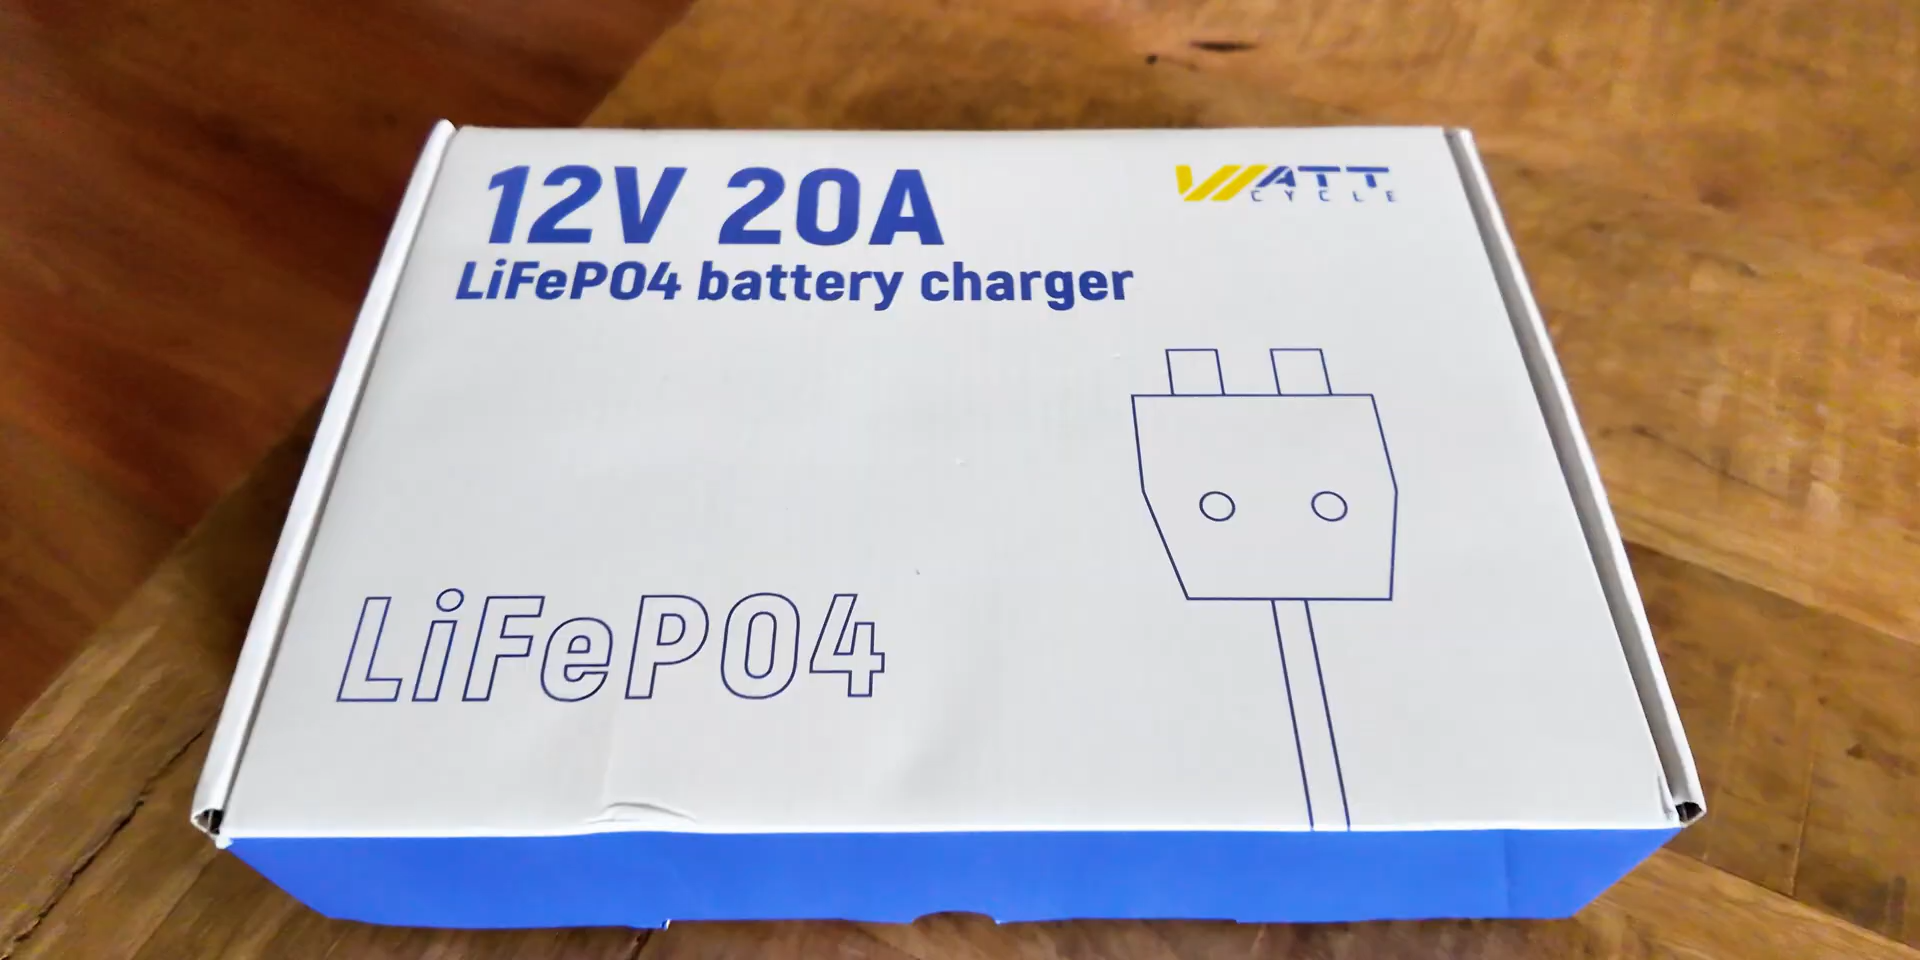 12V 20A
LiFePO4 battery charger
WATT
CYCLE
LiFePO4